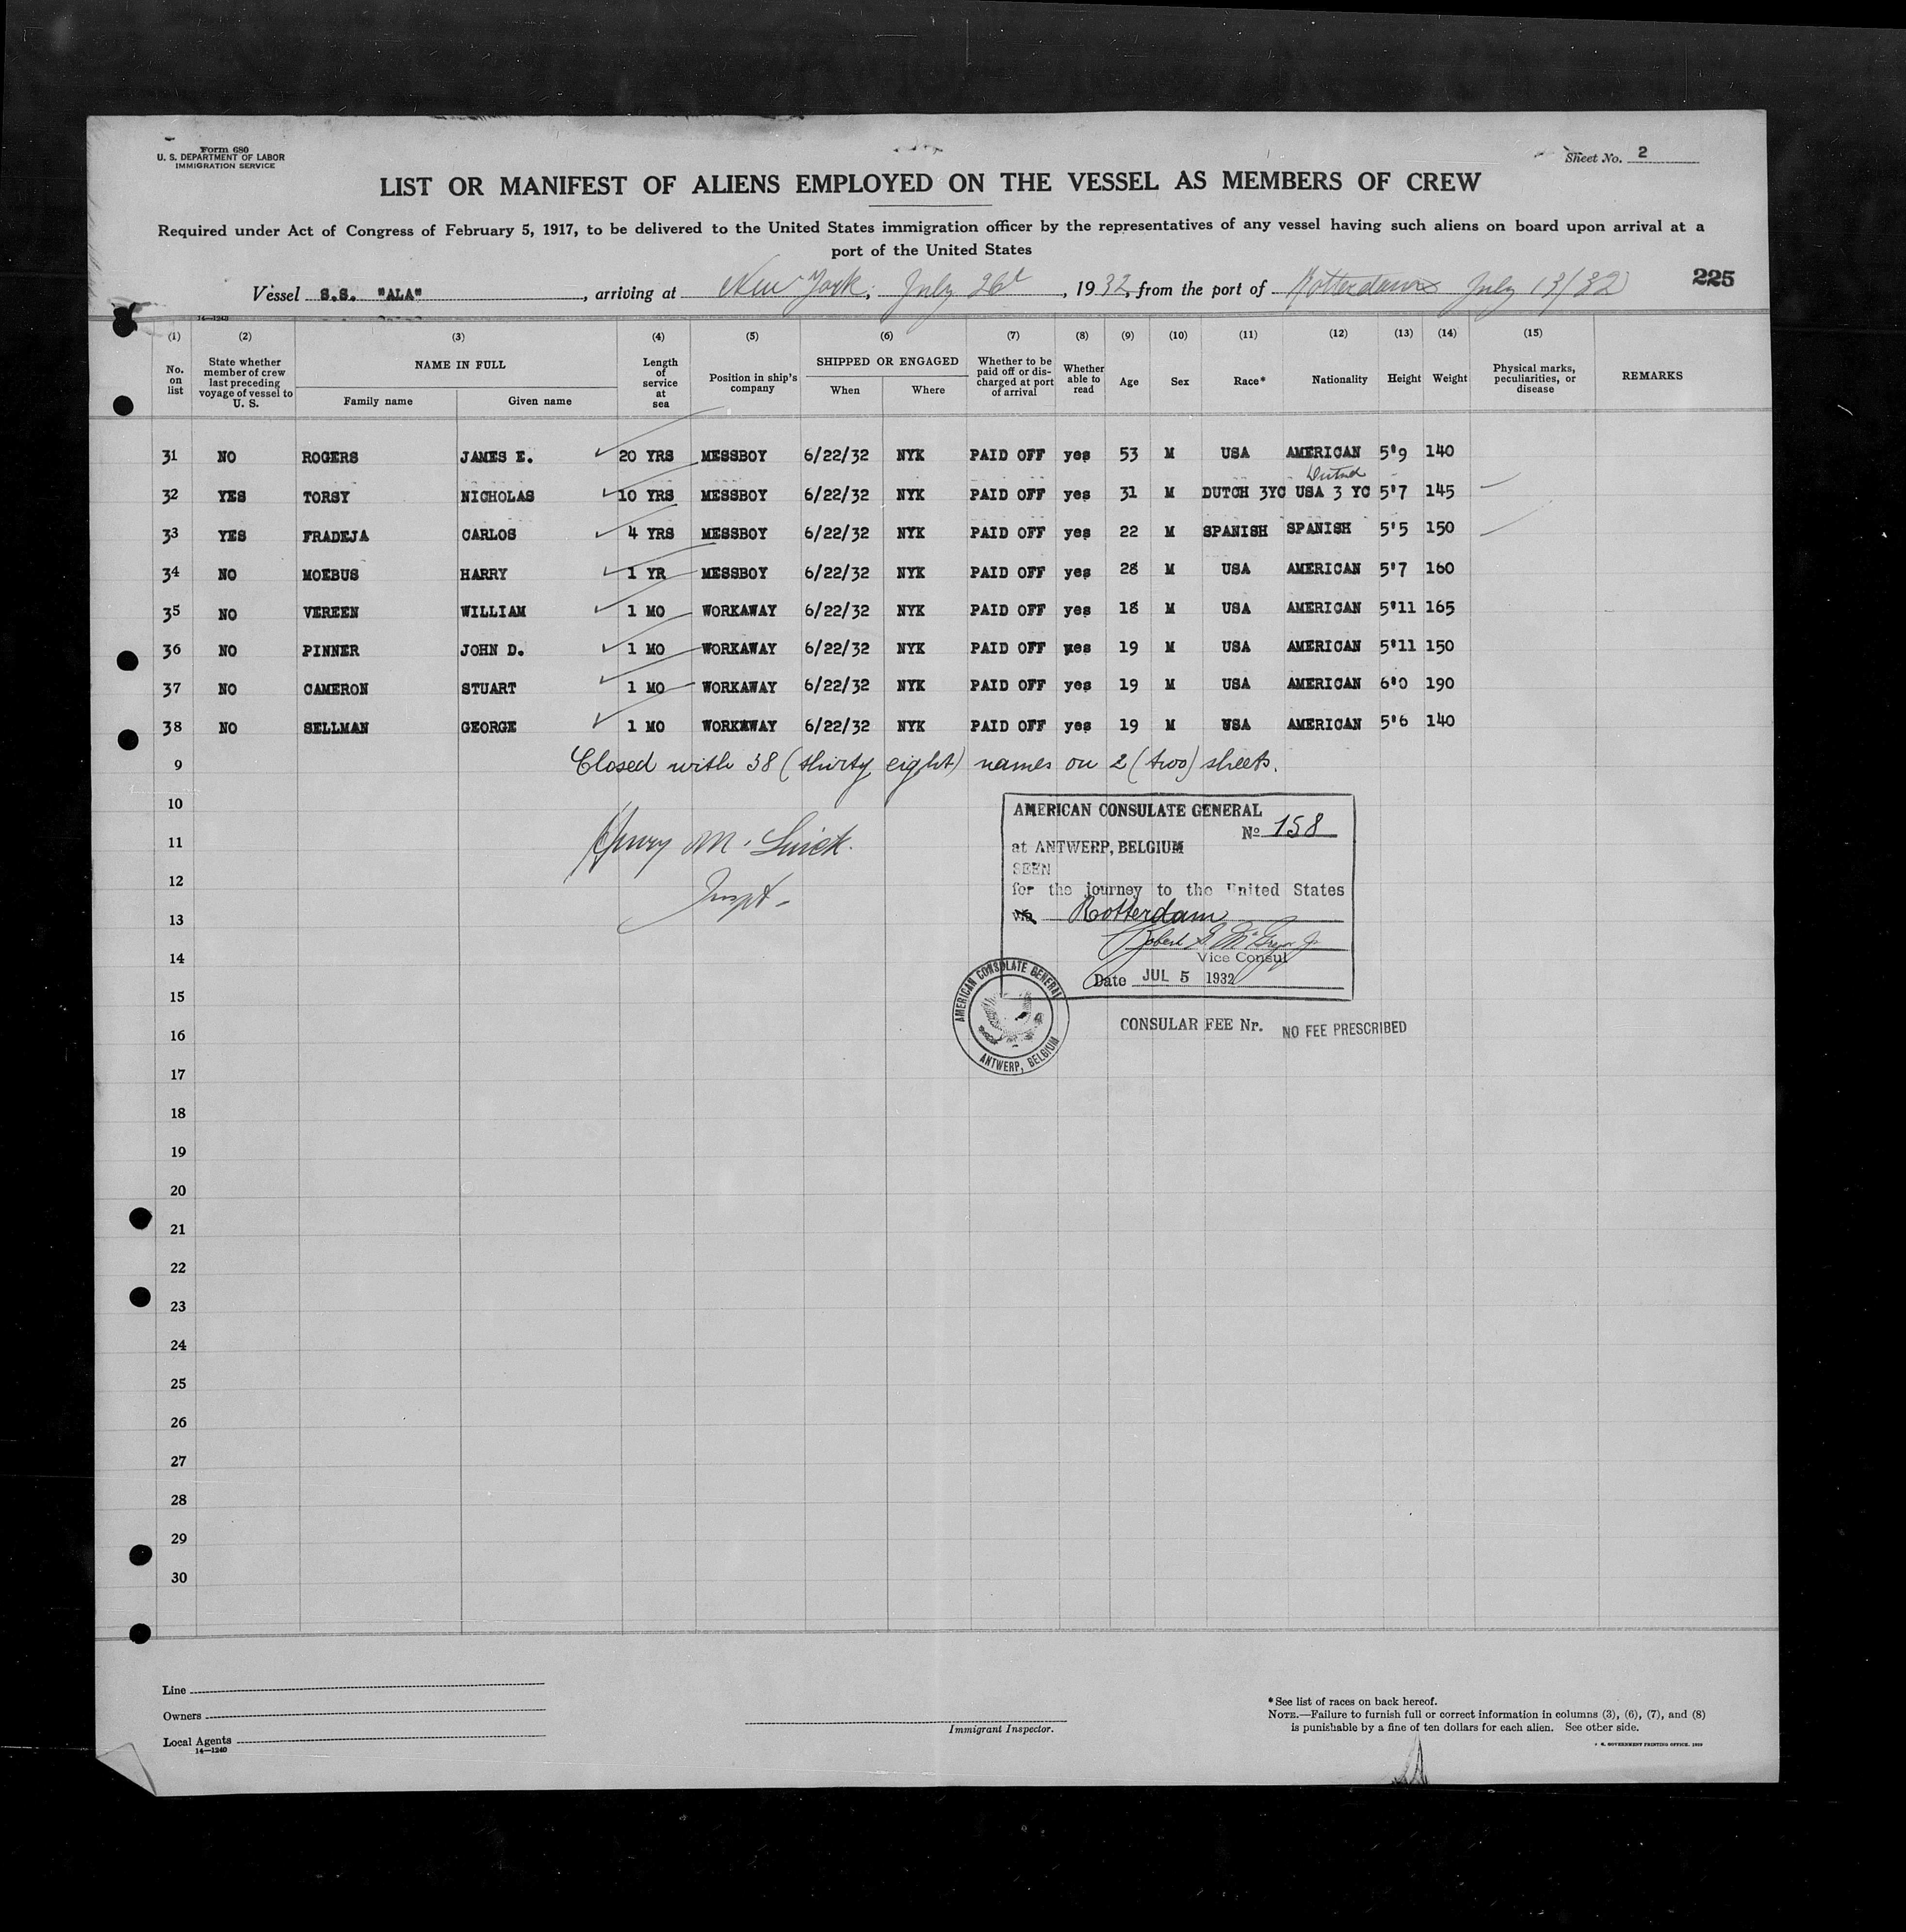 Form 680
U. S. DEPARTMENT OF LABOR
IMMIGRATION SERVICE
Sheet No. 2
LIST OR MANIFEST OF ALIENS EMPLOYED ON THE VESSEL AS MEMBERS OF CREW
Required under Act of Congress of February 5, 1917, to be delivered to the United States immigration officer by the representatives of any vessel having such aliens on board upon arrival at a
port of the United States
225
Vessel S.S. "ALA", arriving at New York, July 26th, 1932, from the port of Rotterdam July 13/32
14—1240
(1) (2) (3) (4) (5) (6) (7) (8) (9) (10) (11) (12) (13) (14) (15)
No. on list State whether member of crew last preceding voyage of vessel to U. S. NAME IN FULL Length of service at sea Position in ship's company SHIPPED OR ENGAGED Whether to be paid off or discharged at port of arrival Whether able to read Age Sex Race* Nationality Height Weight Physical marks, peculiarities, or disease REMARKS
Family name Given name When Where
31 NO ROGERS JAMES E. 20 YRS MESSBOY 6/22/32 NYK PAID OFF yes 53 M USA AMERICAN 5'9 140
Dutch
32 YES TORSY NICHOLAS 10 YRS MESSBOY 6/22/32 NYK PAID OFF yes 31 M DUTCH 3YC USA 3 YC 5'7 145
33 YES FRADEJA CARLOS 4 YRS MESSBOY 6/22/32 NYK PAID OFF yes 22 M SPANISH SPANISH 5'5 150
34 NO MOEBUS HARRY 1 YR MESSBOY 6/22/32 NYK PAID OFF yes 28 M USA AMERICAN 5'7 160
35 NO VEREEN WILLIAM 1 MO WORKAWAY 6/22/32 NYK PAID OFF yes 18 M USA AMERICAN 5'11 165
36 NO PINNER JOHN D. 1 MO WORKAWAY 6/22/32 NYK PAID OFF yes 19 M USA AMERICAN 5'11 150
37 NO CAMERON STUART 1 MO WORKAWAY 6/22/32 NYK PAID OFF yes 19 M USA AMERICAN 6'0 190
38 NO SELLMAN GEORGE 1 MO WORKAWAY 6/22/32 NYK PAID OFF yes 19 M USA AMERICAN 5'6 140
9 Closed with 38 (thirty eight) names on 2 (two) sheets.
10
AMERICAN CONSULATE GENERAL
No 158
11 Henry M.
at ANTWERP, BELGIUM
SEEN
12 Inspt.
for the journey to the United States
13
via Rotterdam
Robert
14
Vice Consul
Date JUL 5 1932
15
AMERICAN CONSULATE GENERAL
ANTWERP, BELGIUM
16
CONSULAR FEE Nr. NO FEE PRESCRIBED
17
18
19
20
21
22
23
24
25
26
27
28
29
30
Line
Owners
Local Agents
14—1240
Immigrant Inspector.
*See list of races on back hereof.
NOTE.—Failure to furnish full or correct information in columns (3), (6), (7), and (8)
is punishable by a fine of ten dollars for each alien. See other side.
GOVERNMENT PRINTING OFFICE